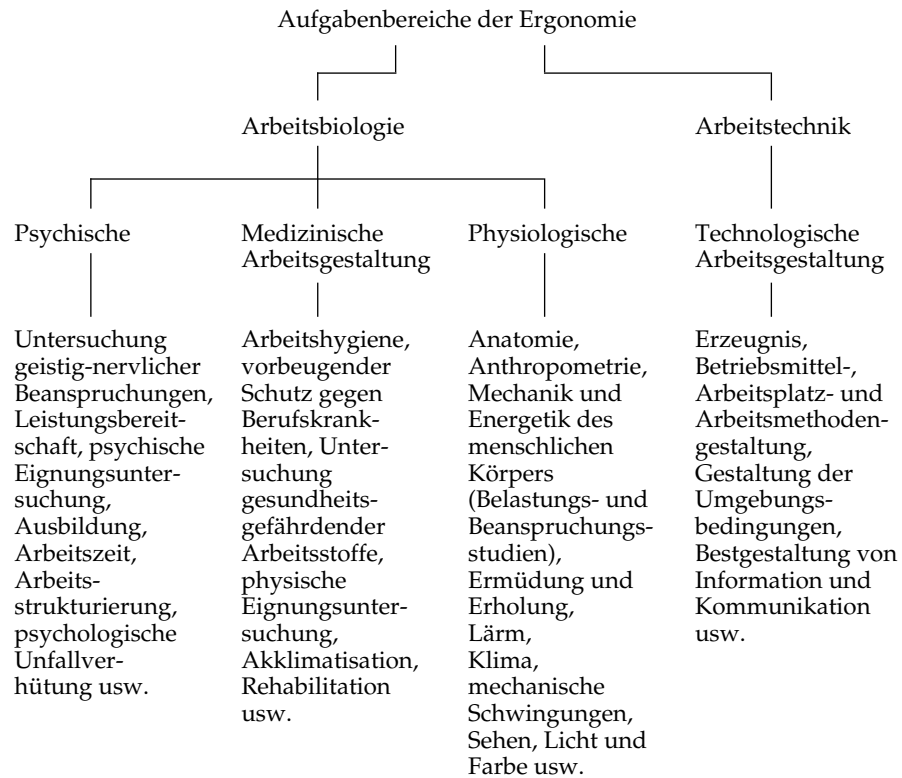 Aufgabenbereiche der Ergonomie
Arbeitsbiologie
Arbeitstechnik
Psychische
Medizinische
Arbeitsgestaltung
Physiologische
Technologische
Arbeitsgestaltung
Untersuchung
geistig-nervlicher
Beanspruchungen,
Leistungsbereit-
schaft, psychische
Eignungsunter-
suchung,
Ausbildung,
Arbeitszeit,
Arbeits-
strukturierung,
psychologische
Unfallver-
hütung usw.
Arbeitshygiene,
vorbeugender
Schutz gegen
Berufskrank-
heiten, Unter-
suchung
gesundheits-
gefährdender
Arbeitsstoffe,
physische
Eignungsunter-
suchung,
Akklimatisation,
Rehabilitation
usw.
Anatomie,
Anthropometrie,
Mechanik und
Energetik des
menschlichen
Körpers
(Belastungs- und
Beanspruchungs-
studien),
Ermüdung und
Erholung,
Lärm,
Klima,
mechanische
Schwingungen,
Sehen, Licht und
Farbe usw.
Erzeugnis,
Betriebsmittel-,
Arbeitsplatz- und
Arbeitsmethoden-
gestaltung,
Gestaltung der
Umgebungs-
bedingungen,
Bestgestaltung von
Information und
Kommunikation
usw.